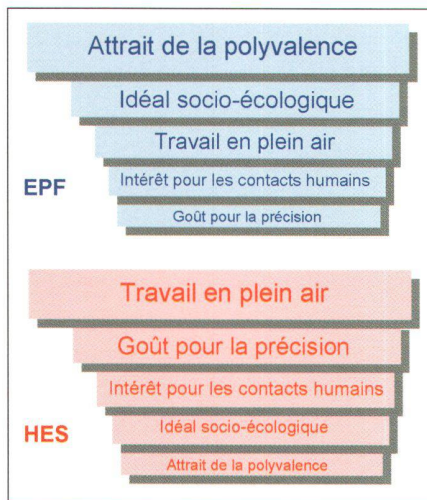 Attrait de la polyvalence
Idéal socio-écologique
Travail en plein air
Intérêt pour les contacts humains
EPF
Goût pour la précision
Travail en plein air
Goût pour la précision
Intérêt pour les contacts humains
HES
Idéal socio-écologique
Attrait de la polyvalence